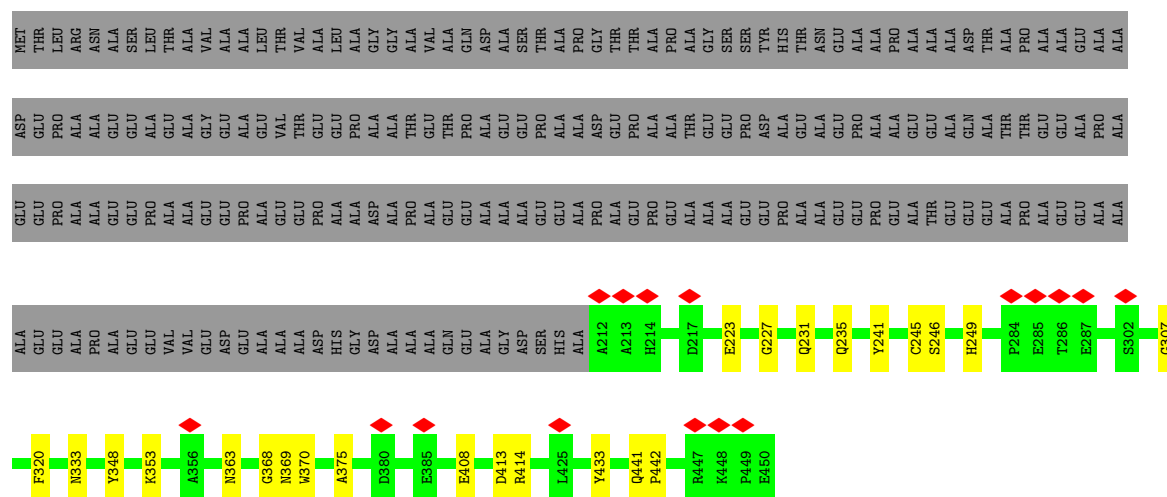 MET THR LEU ARG ASN ALA SER LEU THR ALA VAL ALA ALA LEU THR VAL ALA LEU ALA GLY GLY ALA VAL ALA GLN ASP ALA SER THR ALA PRO GLY THR THR ALA PRO ALA GLY SER SER TYR HIS THR ASN GLU ALA ALA PRO ALA ALA ALA ASP THR ALA PRO ALA ALA GLU ALA ALA
ASP GLU PRO ALA ALA GLU GLU ALA GLU ALA GLY GLU ALA GLU VAL THR GLU GLU PRO ALA ALA THR GLU THR PRO ALA GLU GLU PRO ALA ALA ASP GLU PRO ALA ALA THR GLU GLU PRO ASP ALA GLU ALA GLU PRO ALA ALA GLU GLU ALA GLN ALA THR THR GLU GLU ALA PRO ALA
GLU GLU PRO ALA ALA GLU GLU PRO ALA ALA GLU GLU PRO ALA GLU GLU PRO ALA ALA ASP ALA PRO ALA GLU GLU ALA ALA ALA GLU GLU ALA PRO ALA GLU PRO GLU ALA ALA ALA GLU GLU PRO ALA ALA GLU GLU PRO GLU ALA THR GLU GLU GLU ALA PRO ALA GLU GLU ALA ALA
ALA GLU GLU ALA PRO ALA GLU GLU VAL VAL GLU ASP GLU ALA ALA ALA ASP HIS GLY ASP ALA ALA ALA GLN GLU ALA GLY ASP SER HIS ALA A212 A213 H214 D217 E223 G227 Q231 Q235 Y241 C245 S246 H249 P284 E285 T286 E287 S302 G307
F320 N333 Y348 K353 A356 N363 G368 N369 W370 A375 D380 E385 E408 D413 R414 L425 Y433 Q441 P442 R447 K448 P449 E450